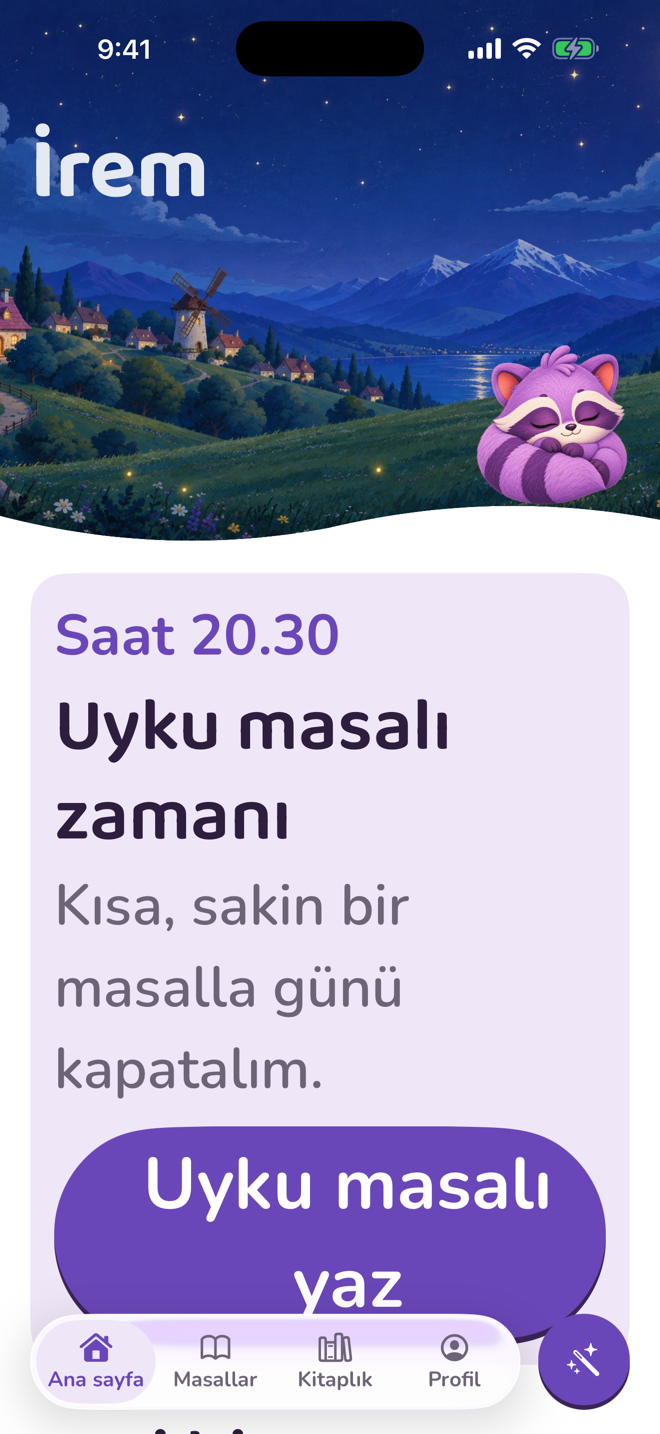 9:41
İrem
Saat 20.30
Uyku masalı
zamanı
Kısa, sakin bir
masalla günü
kapatalım.
Uyku masalı
yaz
Ana sayfa
Masallar
Kitaplık
Profil